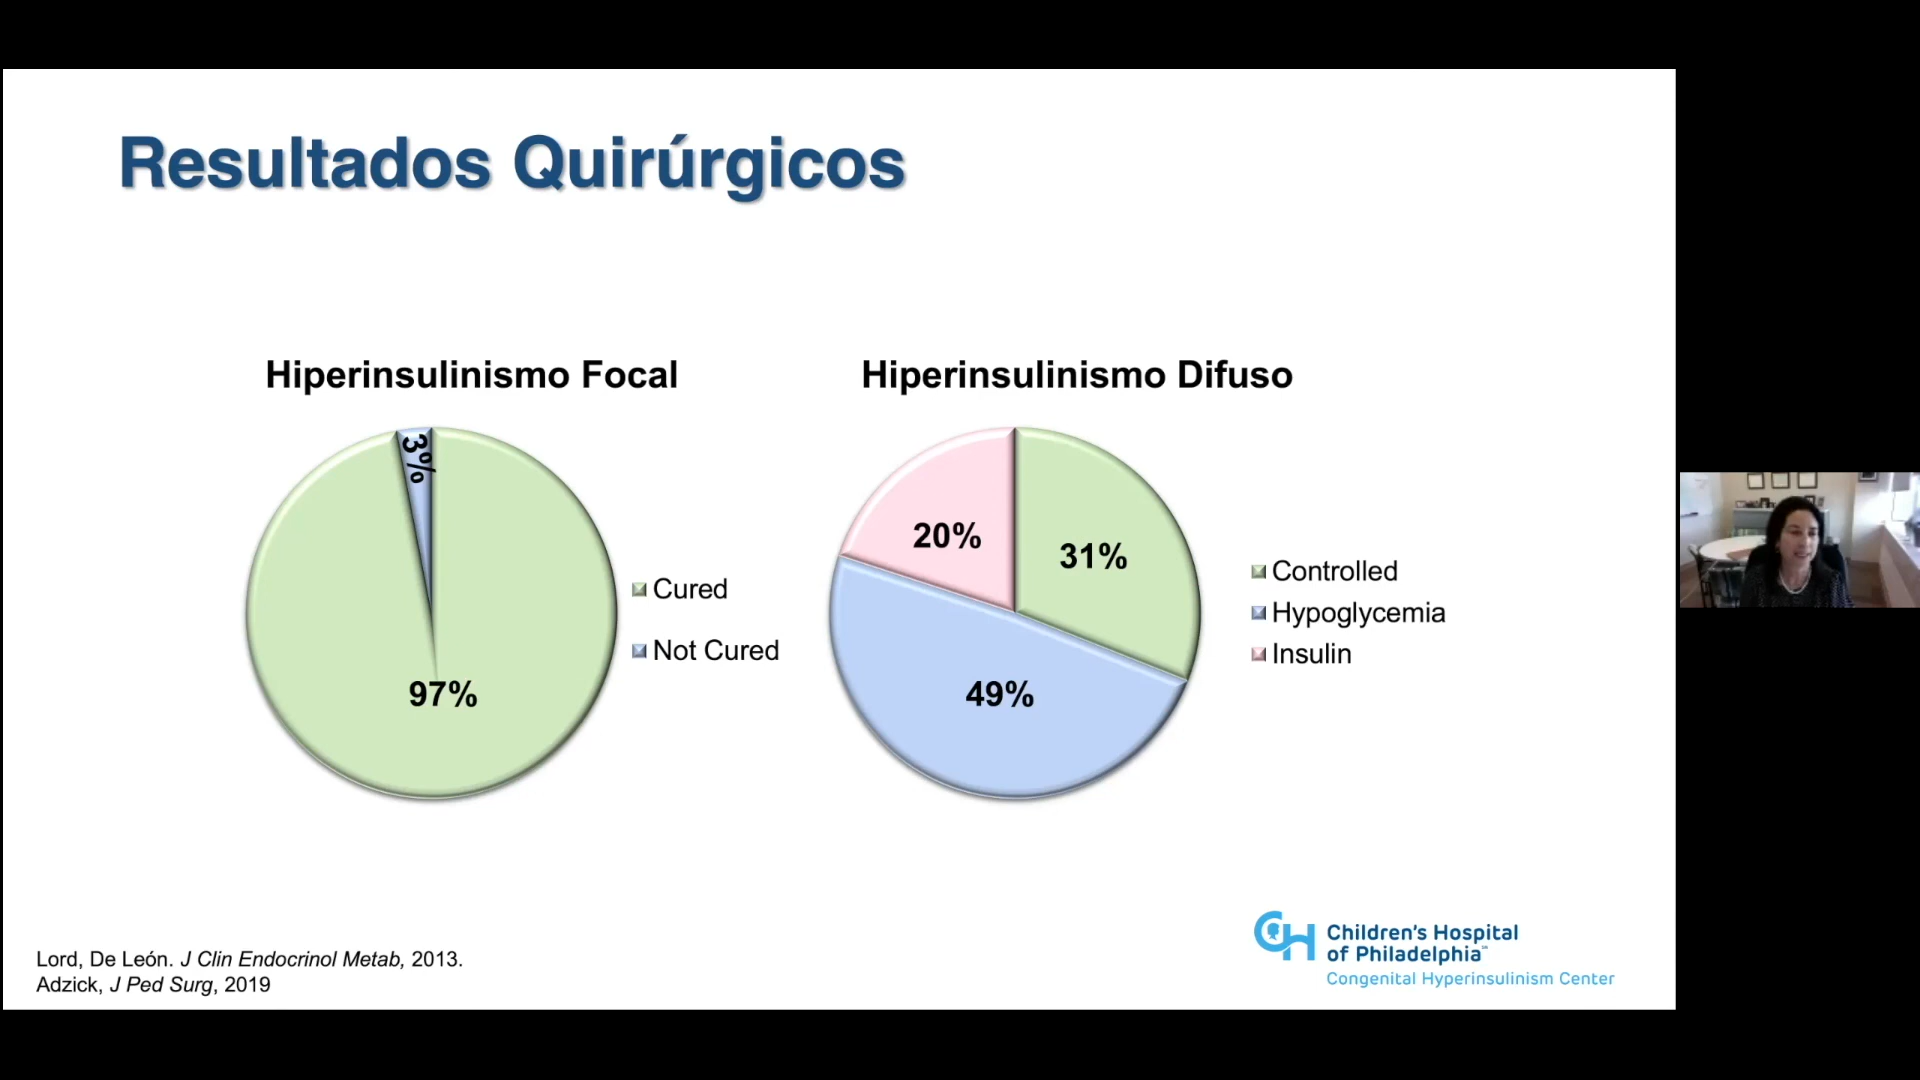 Resultados Quirúrgicos
Hiperinsulinismo Focal
3%
97%
Cured
Not Cured
Hiperinsulinismo Difuso
20%
31%
49%
Controlled
Hypoglycemia
Insulin
Lord, De León. J Clin Endocrinol Metab, 2013.
Adzick, J Ped Surg, 2019
CH
Children's Hospital
of Philadelphia
Congenital Hyperinsulinism Center